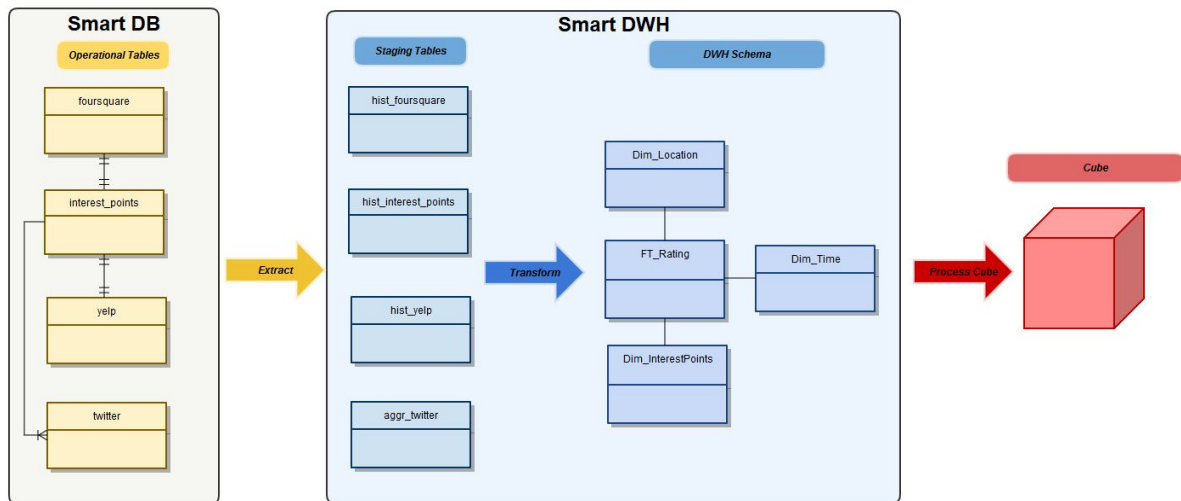 Smart DB
Operational Tables
foursquare
interest_points
yelp
twitter
Extract
Smart DWH
Staging Tables
hist_foursquare
hist_interest_points
hist_yelp
aggr_twitter
Transform
DWH Schema
Dim_Location
FT_Rating
Dim_Time
Dim_InterestPoints
Process Cube
Cube